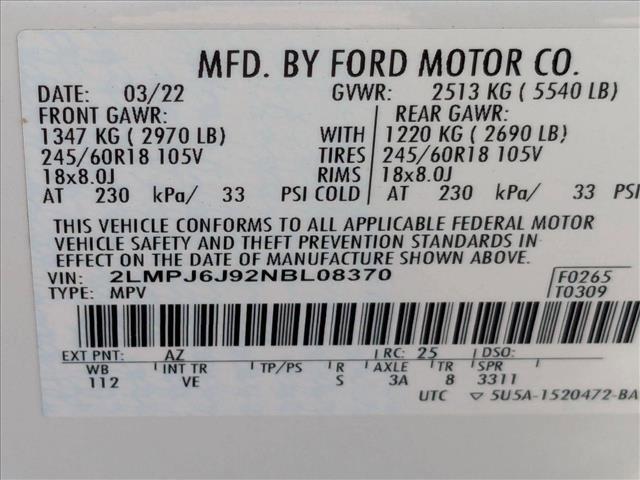 MFD. BY FORD MOTOR CO.
DATE: 03/22 GVWR: 2513 KG ( 5540 LB)
FRONT GAWR: REAR GAWR:
1347 KG ( 2970 LB) WITH 1220 KG ( 2690 LB)
245/60R18 105V TIRES 245/60R18 105V
18x8.0J RIMS 18x8.0J
AT 230 kPa/ 33 PSI COLD AT 230 kPa/ 33 PSI
THIS VEHICLE CONFORMS TO ALL APPLICABLE FEDERAL MOTOR
VEHICLE SAFETY AND THEFT PREVENTION STANDARDS IN
EFFECT ON THE DATE OF MANUFACTURE SHOWN ABOVE.
VIN: 2LMPJ6J92NBL08370 F0265
TYPE: MPV T0309
EXT PNT: AZ RC: 25 DSO:
WB INT TR TP/PS R AXLE TR SPR
112 VE S 3A 8 3311
UTC ▽ 5U5A-1520472-BA